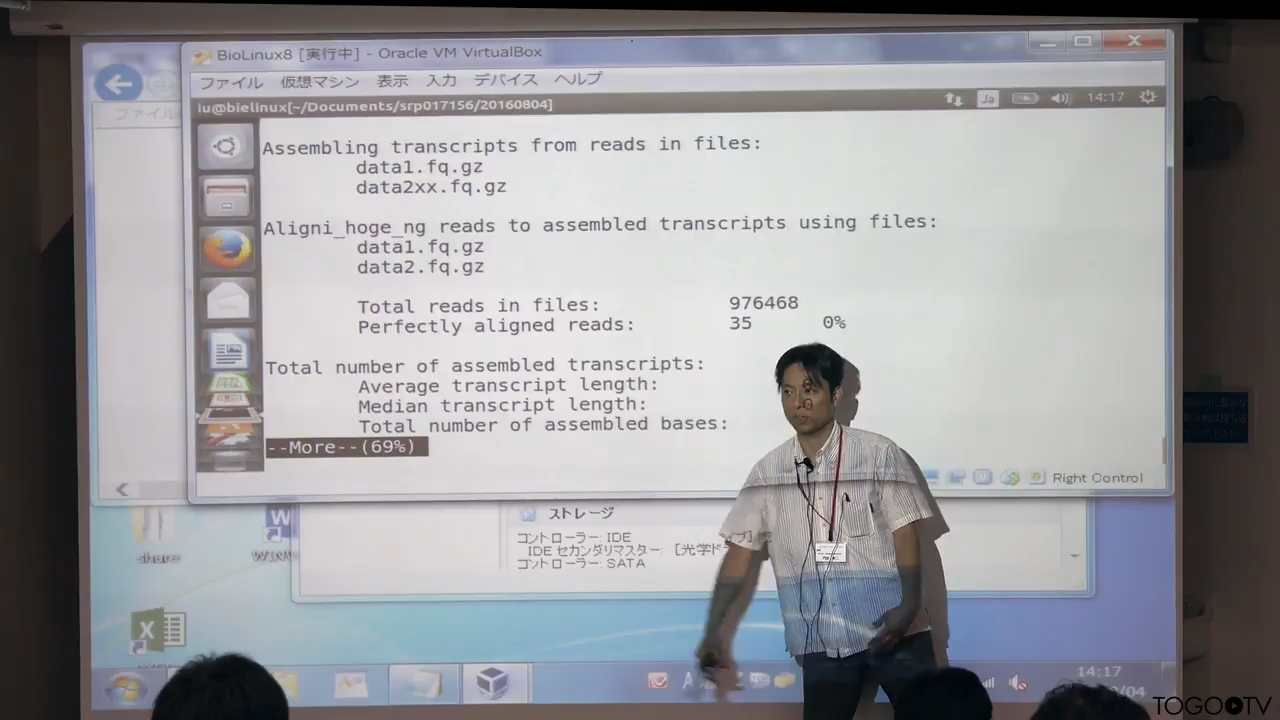 BioLinux8 [実行中] - Oracle VM VirtualBox
ファイル 仮想マシン 表示 入力 デバイス ヘルプ
iu@bielinux[~/Documents/srp017156/20160804]
Ja
14:17
ファイル
Assembling transcripts from reads in files:
data1.fq.gz
data2xx.fq.gz
Aligni_hoge_ng reads to assembled transcripts using files:
data1.fq.gz
data2.fq.gz
Total reads in files: 976468
Perfectly aligned reads: 35 0%
Total number of assembled transcripts:
Average transcript length:
Median transcript length:
Total number of assembled bases:
--More--(69%)
Right Control
ストレージ
コントローラー: IDE
IDE セカンダリマスター: [光学ド
コントローラー: SATA
share
14:17
TOGOTV